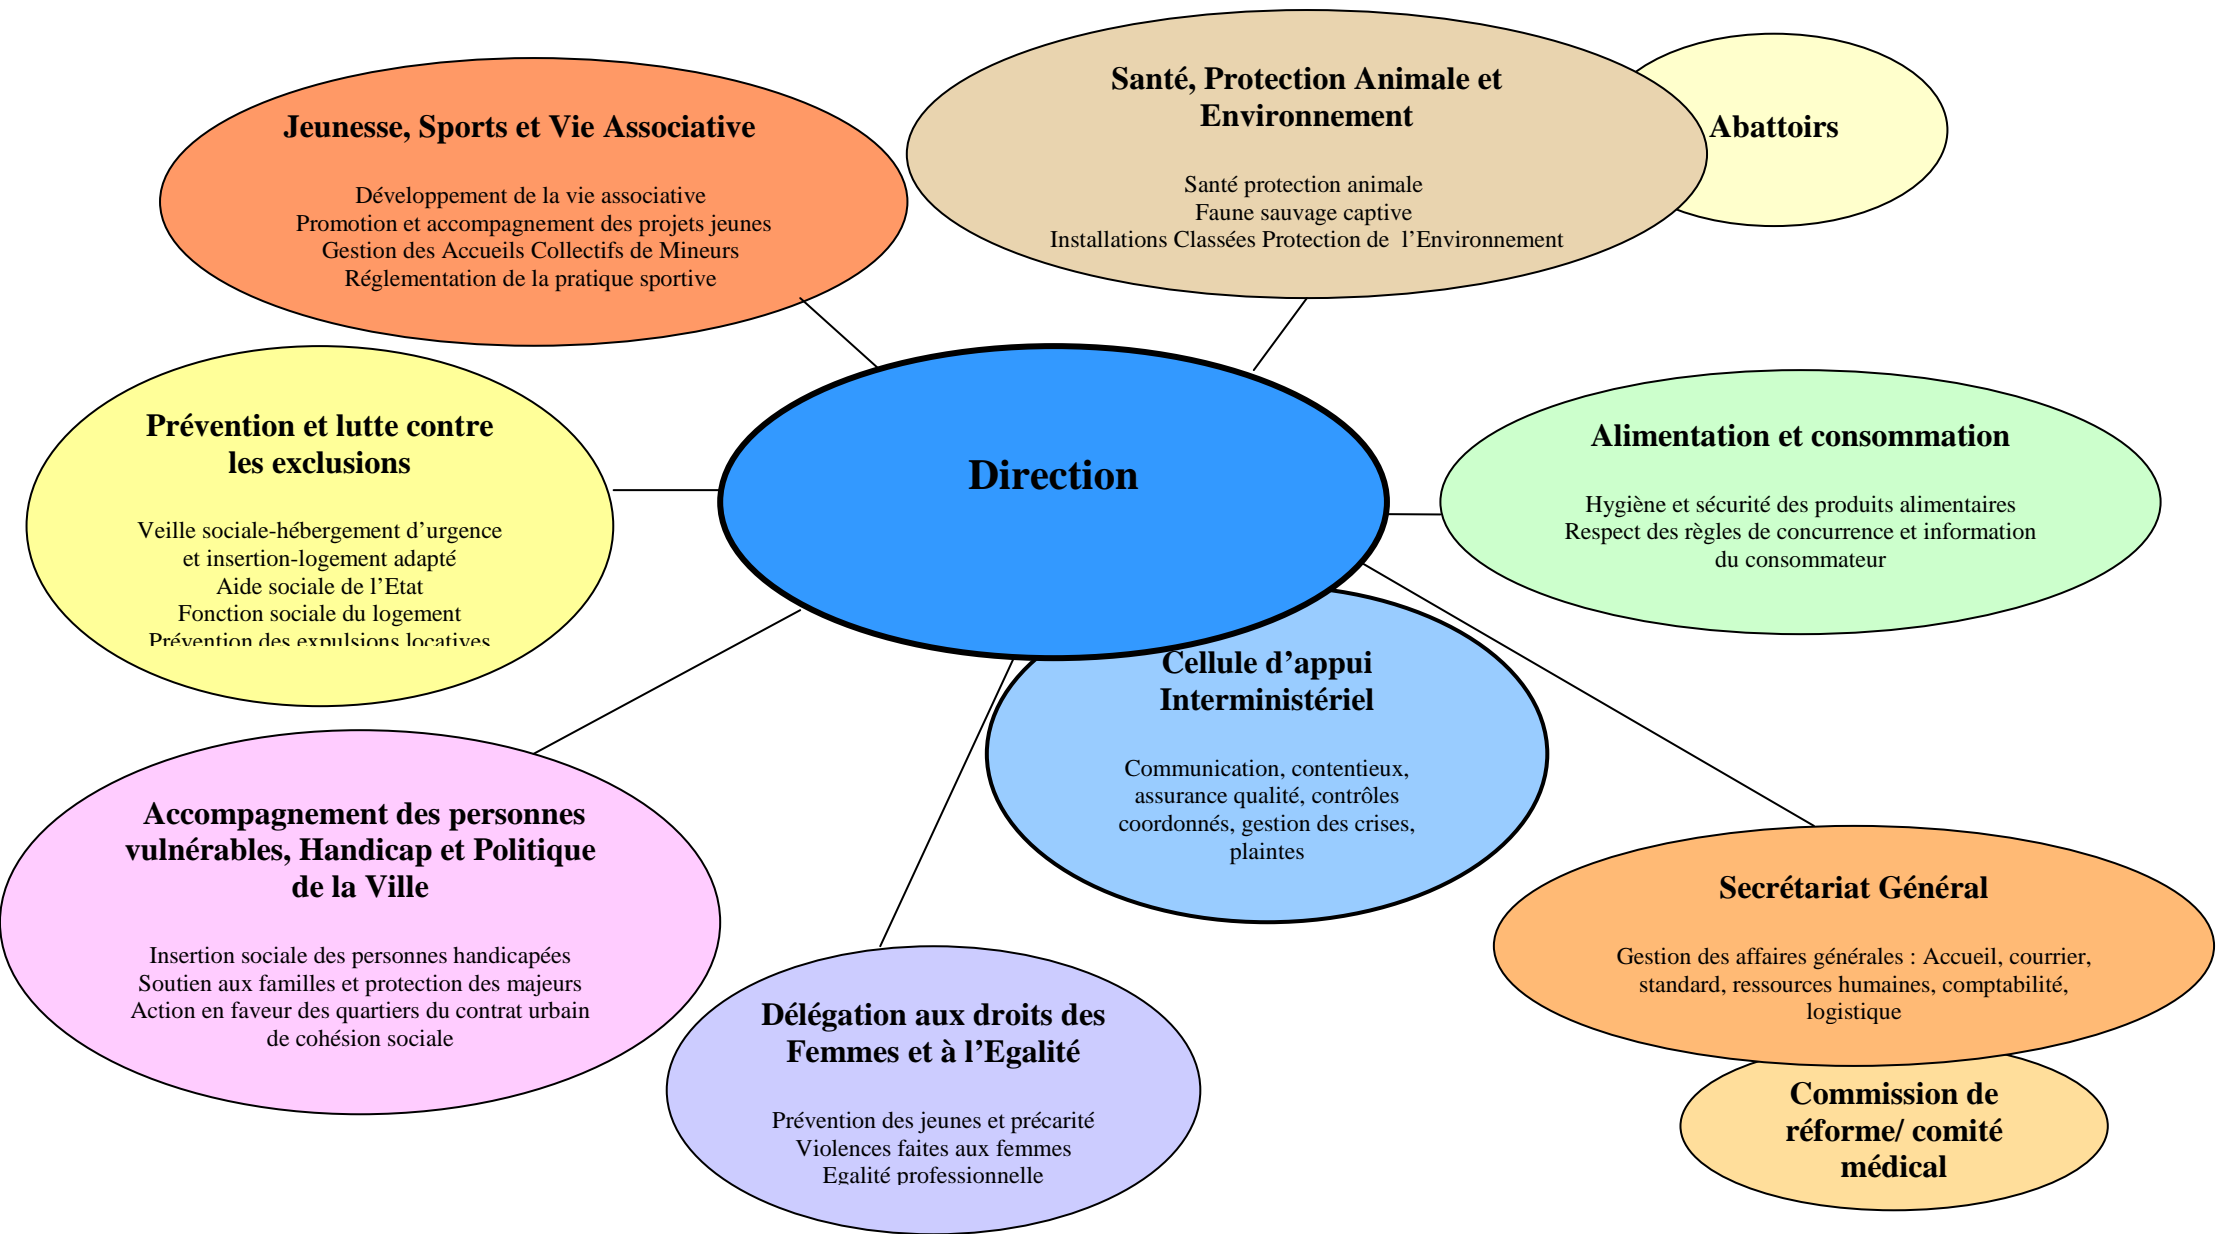 Jeunesse, Sports et Vie Associative
Développement de la vie associative
Promotion et accompagnement des projets jeunes
Gestion des Accueils Collectifs de Mineurs
Réglementation de la pratique sportive
Santé, Protection Animale et
Environnement
Santé protection animale
Faune sauvage captive
Installations Classées Protection de l’Environnement
Abattoirs
Prévention et lutte contre
les exclusions
Veille sociale-hébergement d’urgence
et insertion-logement adapté
Aide sociale de l’Etat
Fonction sociale du logement
Prévention des expulsions locatives
Direction
Alimentation et consommation
Hygiène et sécurité des produits alimentaires
Respect des règles de concurrence et information
du consommateur
Cellule d’appui
Interministériel
Communication, contentieux,
assurance qualité, contrôles
coordonnés, gestion des crises,
plaintes
Accompagnement des personnes
vulnérables, Handicap et Politique
de la Ville
Insertion sociale des personnes handicapées
Soutien aux familles et protection des majeurs
Action en faveur des quartiers du contrat urbain
de cohésion sociale
Délégation aux droits des
Femmes et à l’Egalité
Prévention des jeunes et précarité
Violences faites aux femmes
Egalité professionnelle
Secrétariat Général
Gestion des affaires générales : Accueil, courrier,
standard, ressources humaines, comptabilité,
logistique
Commission de
réforme/ comité
médical